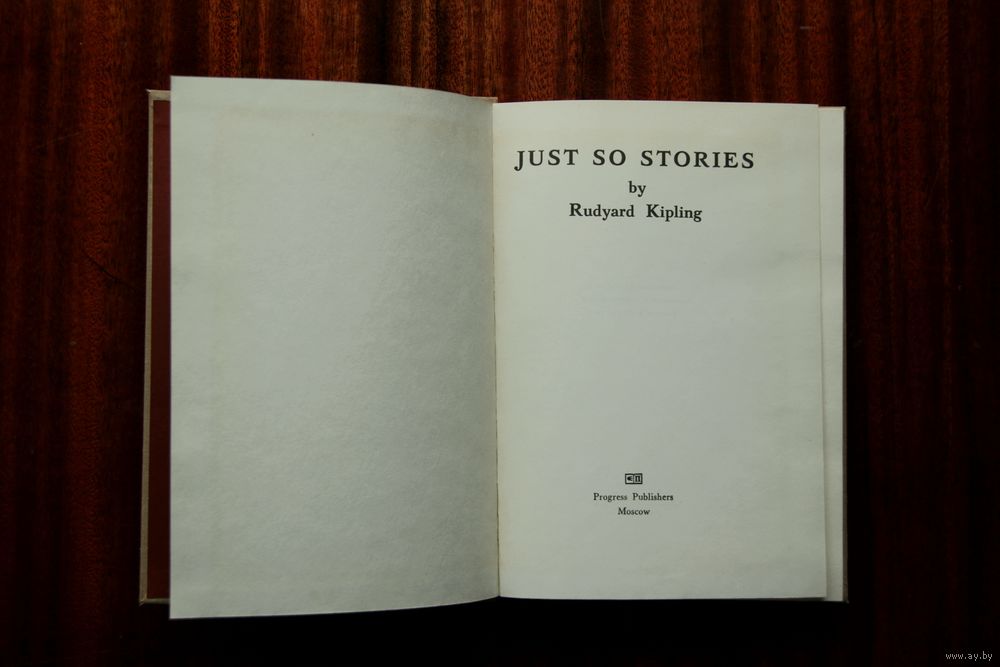 JUST SO STORIES
by
Rudyard Kipling
Progress Publishers
Moscow
www.ay.by